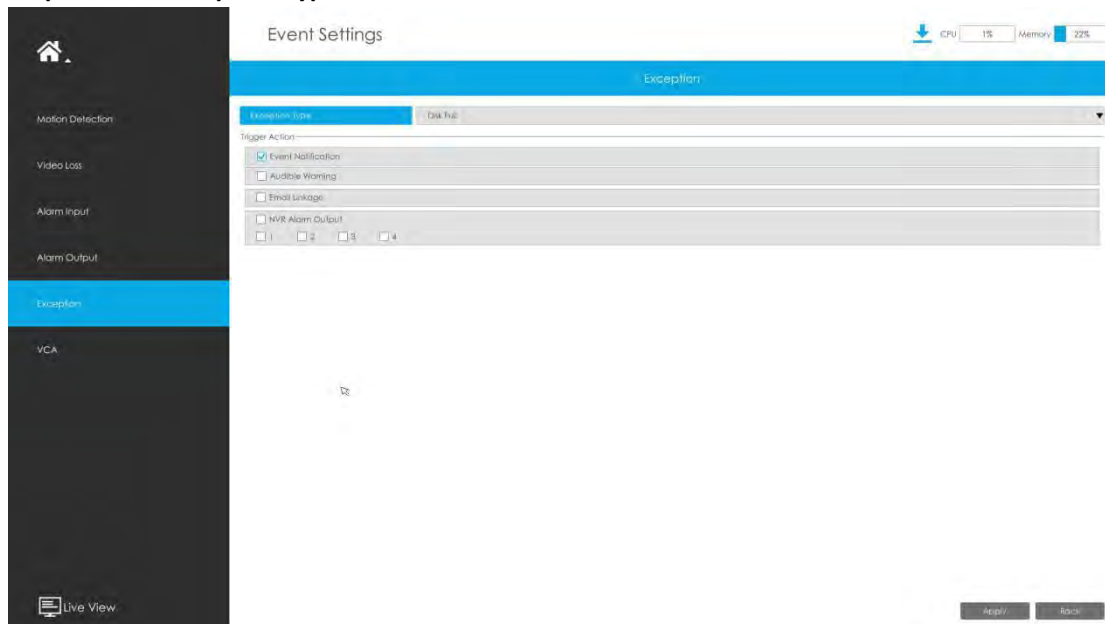 Event Settings
CPU 1% Memory 22%
Exception
Motion Detection
Exception Type Disk Full
Trigger Action
Event Notification
Video Loss
Audible Warning
Email Linkage
Alarm Input
NVR Alarm Output
1 2 3 4
Alarm Output
Exception
VCA
Live View
Apply Back